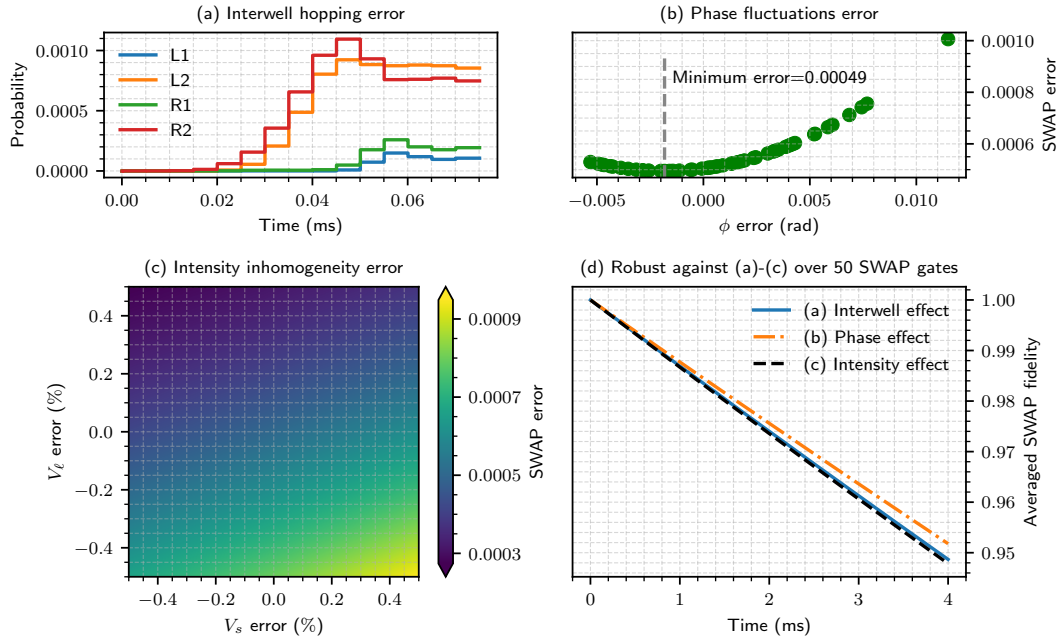 (a) Interwell hopping error
Probability
0.0010
0.0005
0.0000
L1
L2
R1
R2
0.00
0.02
0.04
0.06
Time (ms)
(b) Phase fluctuations error
Minimum error=0.00049
0.0010
0.0008
0.0006
SWAP error
−0.005
0.000
0.005
0.010
ϕ error (rad)
(c) Intensity inhomogeneity error
V_ℓ error (%)
0.4
0.2
0.0
−0.2
−0.4
−0.4
−0.2
0.0
0.2
0.4
V_s error (%)
0.0009
0.0007
0.0005
0.0003
SWAP error
(d) Robust against (a)-(c) over 50 SWAP gates
(a) Interwell effect
(b) Phase effect
(c) Intensity effect
1.00
0.99
0.98
0.97
0.96
0.95
Averaged SWAP fidelity
0
1
2
3
4
Time (ms)